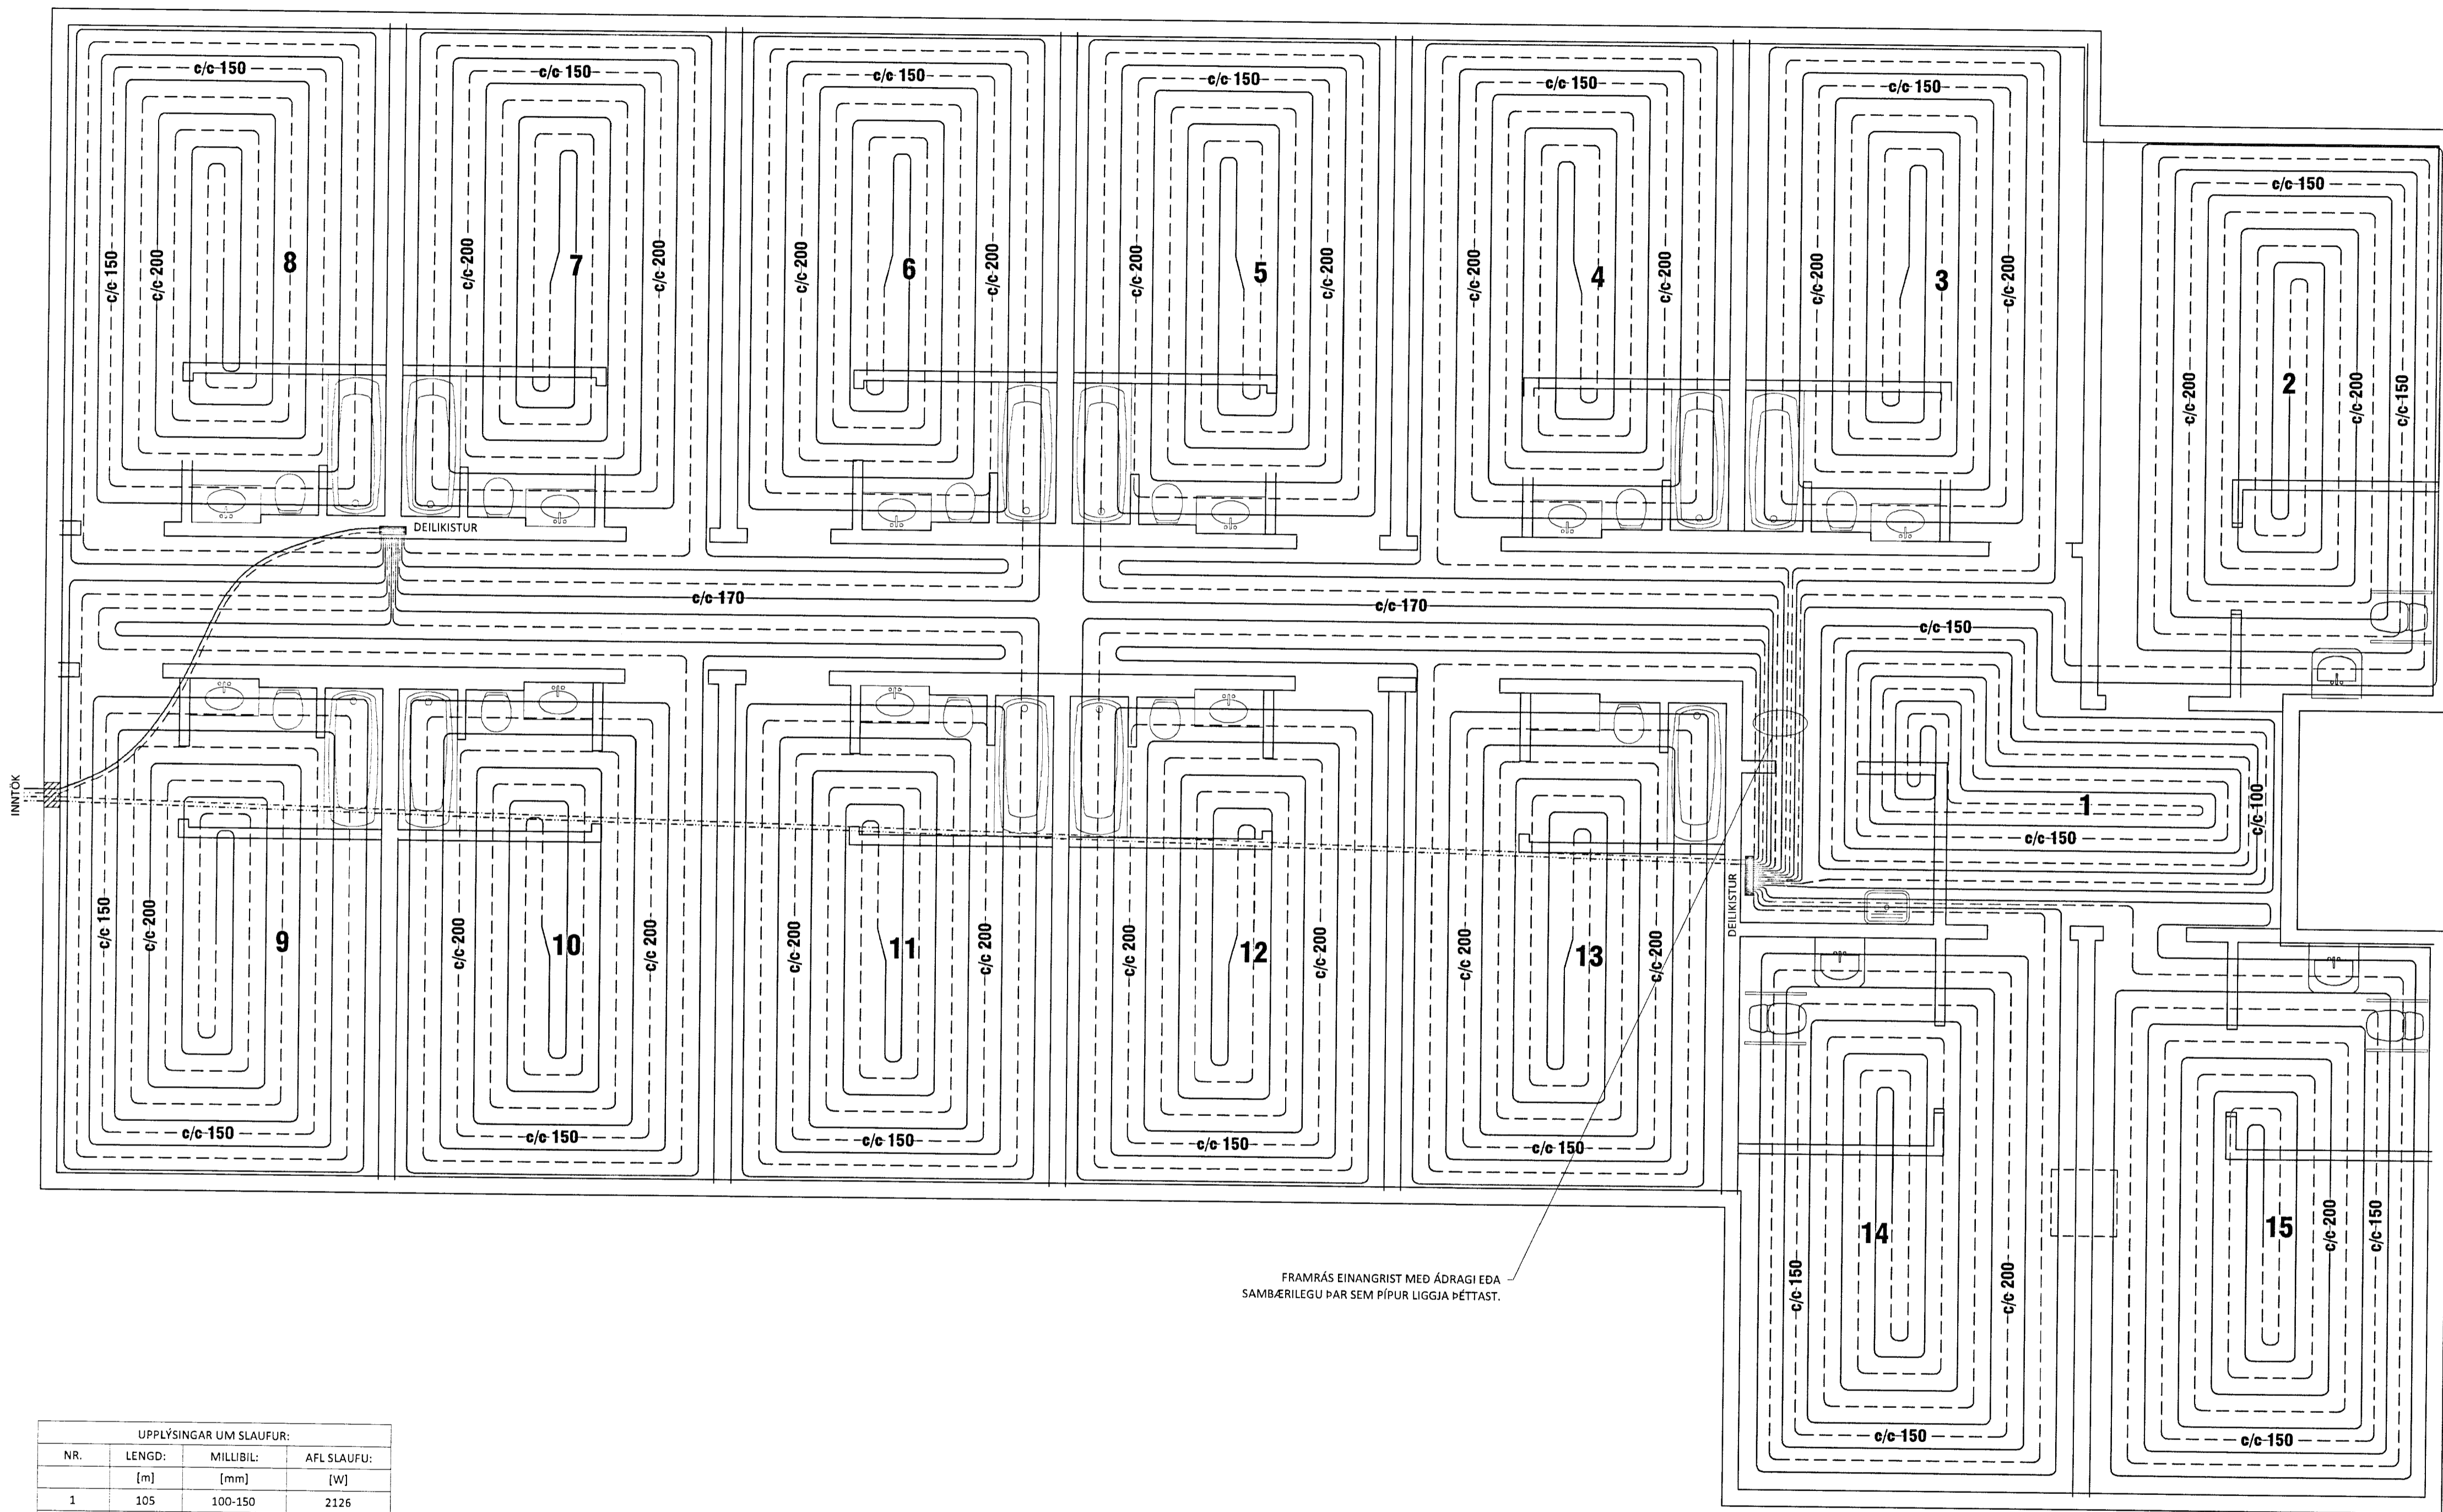 c/c 150
c/c 150
c/c 150
c/c 150
c/c 150
c/c 150
c/c 150
c/c 150
c/c 200
8
c/c 200
7
c/c 200
c/c 200
6
c/c 200
c/c 200
5
c/c 200
c/c 200
4
c/c 200
c/c 200
3
c/c 200
c/c 200
2
c/c 200
c/c 150
DEILIKISTUR
c/c 170
c/c 170
c/c 150
INNTÖK
1
c/c 100
c/c 150
DEILIKISTUR
c/c 150
c/c 200
9
c/c 200
10
c/c 200
c/c 200
11
c/c 200
c/c 200
12
c/c 200
c/c 200
13
c/c 200
c/c 150
c/c 150
c/c 150
c/c 150
c/c 150
c/c 150
14
c/c 200
15
c/c 200
c/c 150
c/c 150
c/c 150
FRAMRÁS EINANGRIST MEÐ ÁDRAGI EÐA
SAMBÆRILEGU ÞAR SEM PÍPUR LIGGJA ÞÉTTAST.
UPPLÝSINGAR UM SLAUFUR:
NR. LENGD: MILLIBIL: AFL SLAUFU:
[m] [mm] [W]
1 105 100-150 2126